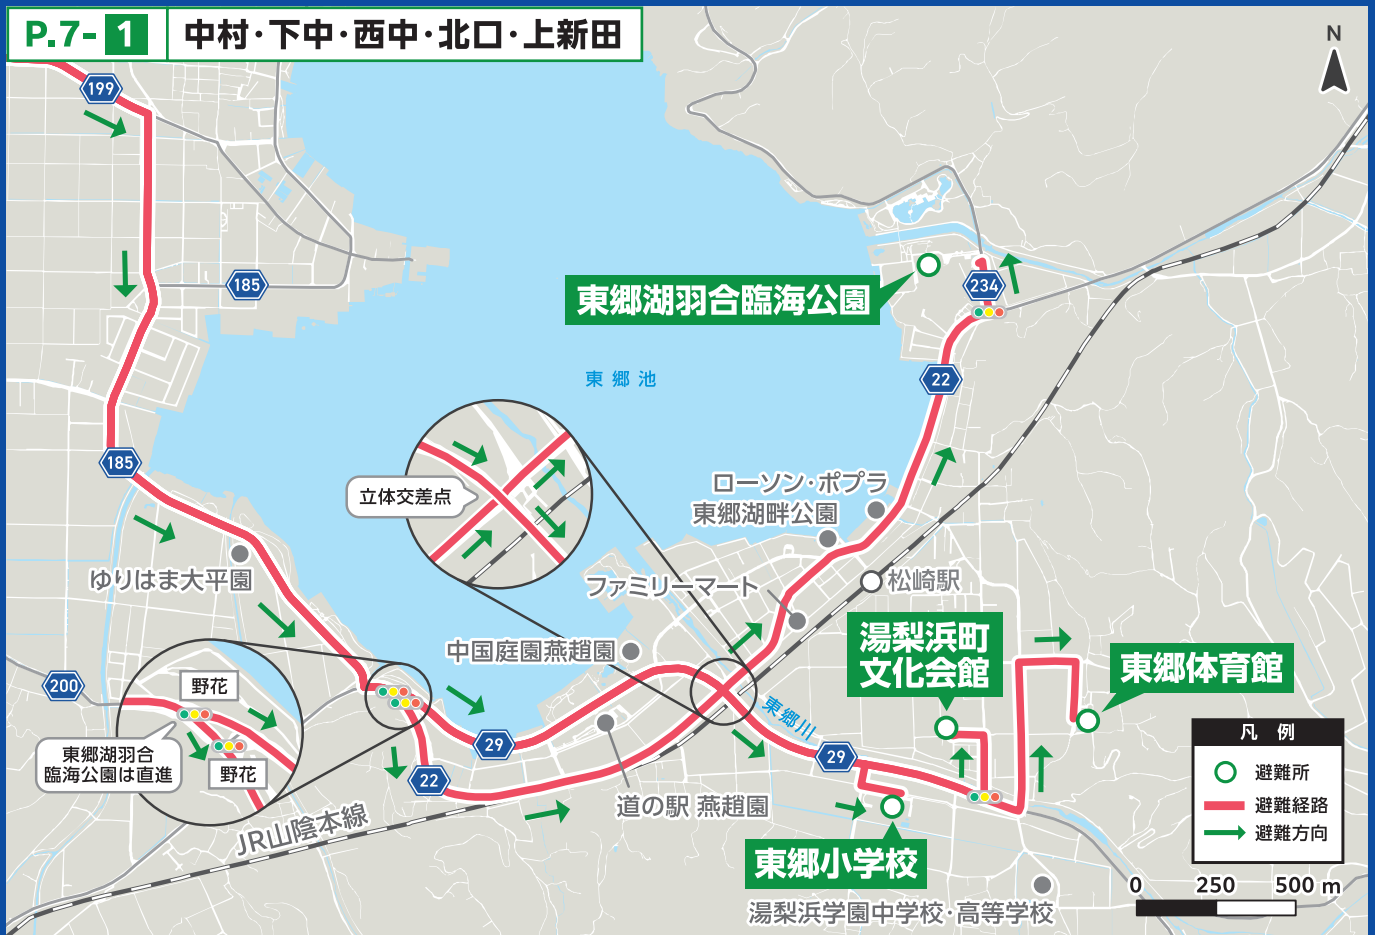 P.7-1 中村・下中・西中・北口・上新田
N
199
185
東郷湖羽合臨海公園
234
東郷池
22
185
立体交差点
ローソン・ポプラ
東郷湖畔公園
ゆりはま大平園
ファミリーマート
松崎駅
湯梨浜町
文化会館
東郷体育館
中国庭園燕趙園
200
野花
東郷湖羽合
臨海公園は直進
野花
東郷川
29
29
22
道の駅 燕趙園
JR山陰本線
東郷小学校
湯梨浜学園中学校・高等学校
凡例
避難所
避難経路
避難方向
0 250 500 m